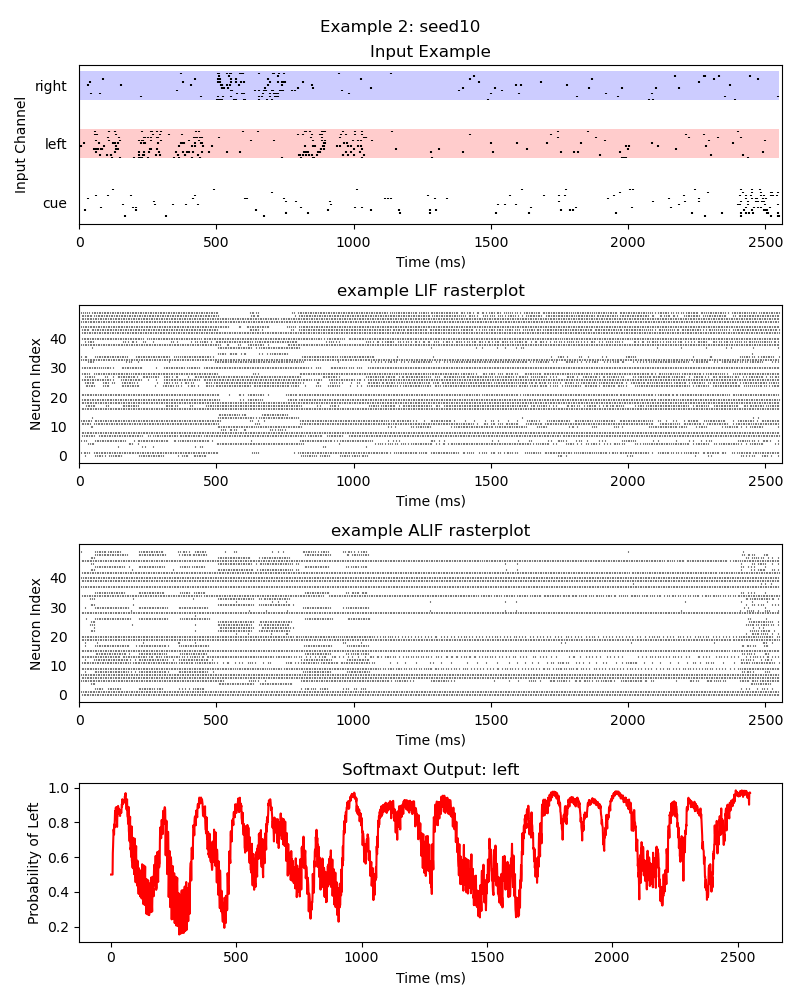 Example 2: seed10
Input Example
right
left
cue
Input Channel
0 500 1000 1500 2000 2500
Time (ms)
example LIF rasterplot
40
30
20
10
0
Neuron Index
0 500 1000 1500 2000 2500
Time (ms)
example ALIF rasterplot
40
30
20
10
0
Neuron Index
0 500 1000 1500 2000 2500
Time (ms)
Softmaxt Output: left
1.0
0.8
0.6
0.4
0.2
Probability of Left
0 500 1000 1500 2000 2500
Time (ms)